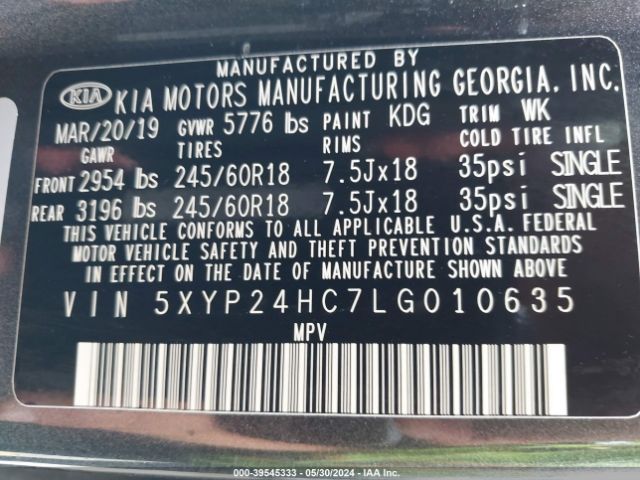 MANUFACTURED BY
KIA KIA MOTORS MANUFACTURING GEORGIA, INC.
MAR/20/19 GVWR 5776 lbs PAINT KDG TRIM WK
GAWR TIRES RIMS COLD TIRE INFL
FRONT 2954 lbs 245/60R18 7.5Jx18 35psi SINGLE
REAR 3196 lbs 245/60R18 7.5Jx18 35psi SINGLE
THIS VEHICLE CONFORMS TO ALL APPLICABLE U.S.A. FEDERAL
MOTOR VEHICLE SAFETY AND THEFT PREVENTION STANDARDS
IN EFFECT ON THE DATE OF MANUFACTURE SHOWN ABOVE
VIN 5XYP24HC7LG010635
MPV
000-39545333 - 05/30/2024 - IAA Inc.